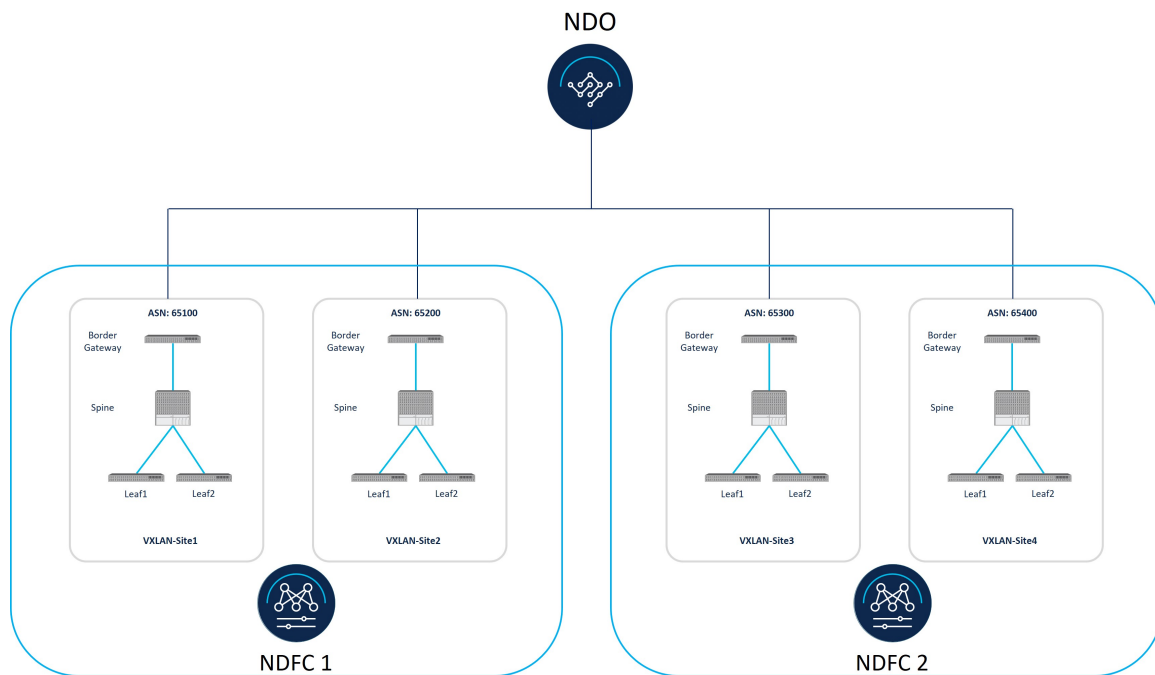 NDO
ASN: 65100
Border
Gateway
Spine
Leaf1
Leaf2
VXLAN-Site1
ASN: 65200
Border
Gateway
Spine
Leaf1
Leaf2
VXLAN-Site2
NDFC 1
ASN: 65300
Border
Gateway
Spine
Leaf1
Leaf2
VXLAN-Site3
ASN: 65400
Border
Gateway
Spine
Leaf1
Leaf2
VXLAN-Site4
NDFC 2